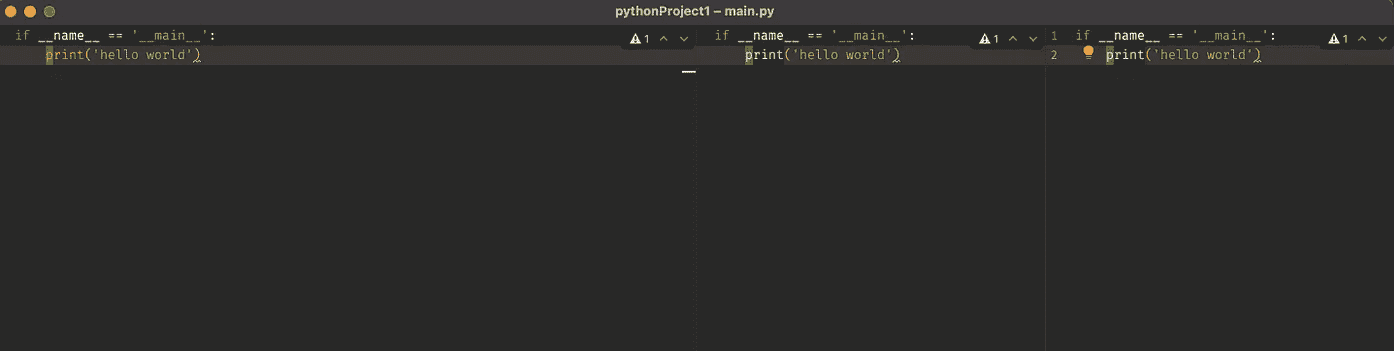 pythonProject1 – main.py
if __name__ == '__main__':
print('hello world')
1
if __name__ == '__main__':
print('hello world')
1
1 if __name__ == '__main__':
2 print('hello world')
1